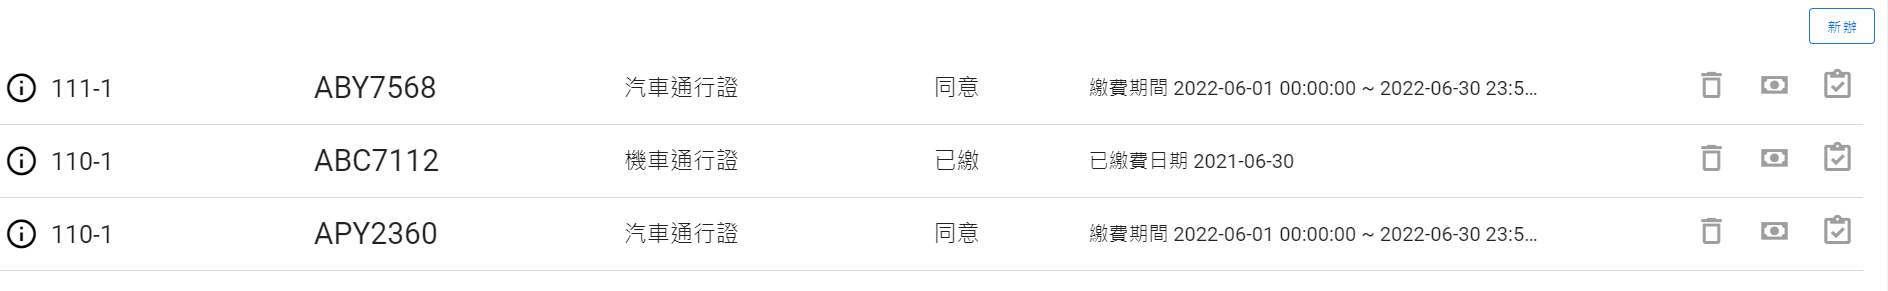 新辦
111-1 ABY7568 汽車通行證 同意 繳費期間 2022-06-01 00:00:00 ~ 2022-06-30 23:5...
110-1 ABC7112 機車通行證 已繳 已繳費日期 2021-06-30
110-1 APY2360 汽車通行證 同意 繳費期間 2022-06-01 00:00:00 ~ 2022-06-30 23:5...